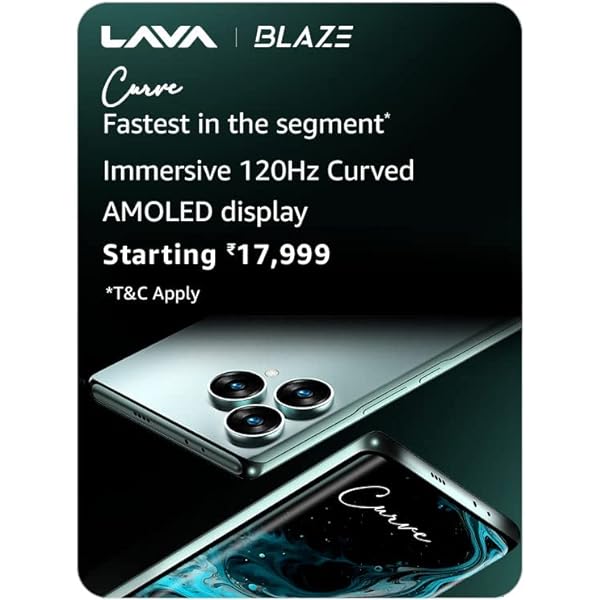 LAVA | BLAZE
Curve
Fastest in the segment*
Immersive 120Hz Curved
AMOLED display
Starting ₹17,999
*T&C Apply
Curve